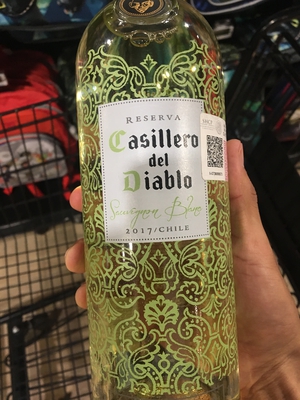 RESERVA
Casillero
del
Diablo
Sauvignon Blanc
2017/CHILE